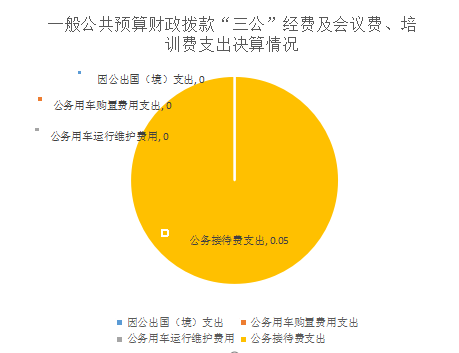 一般公共预算财政拨款“三公”经费及会议费、培
训费支出决算情况
因公出国（境）支出, 0
公务用车购置费用支出, 0
公务用车运行维护费用, 0
公务接待费支出, 0.05
因公出国（境）支出
公务用车购置费用支出
公务用车运行维护费用
公务接待费支出